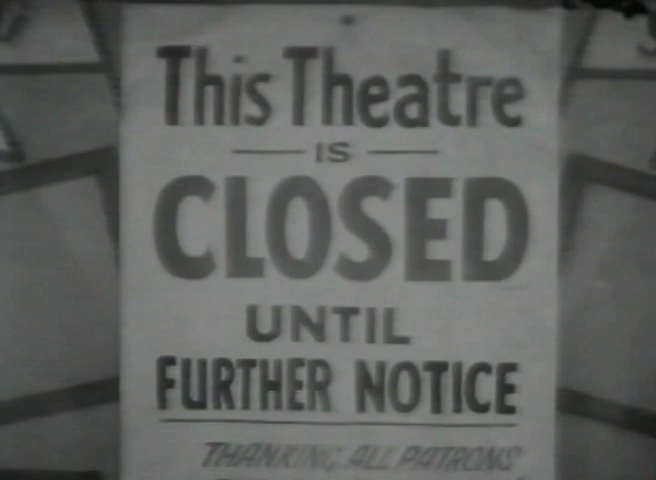 This Theatre
IS
CLOSED
UNTIL
FURTHER NOTICE
THANKING ALL PATRONS